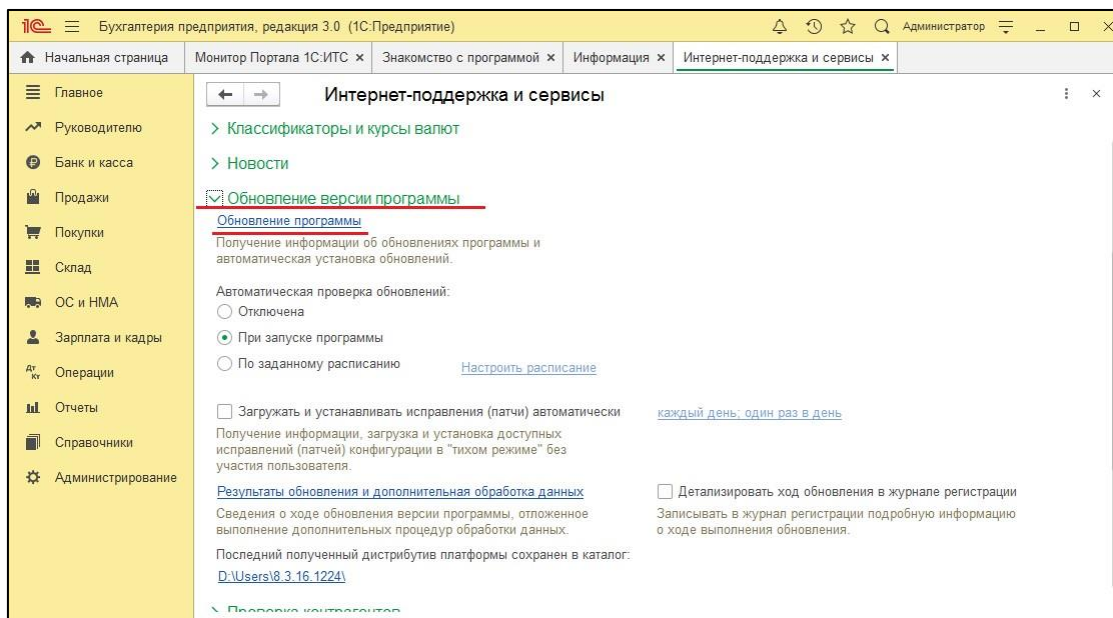 1С Бухгалтерия предприятия, редакция 3.0 (1С:Предприятие) Администратор
Начальная страница Монитор Портала 1С:ИТС × Знакомство с программой × Информация × Интернет-поддержка и сервисы ×
Главное
Руководителю
Банк и касса
Продажи
Покупки
Склад
ОС и НМА
Зарплата и кадры
Дт Кт Операции
Отчеты
Справочники
Администрирование
Интернет-поддержка и сервисы
Классификаторы и курсы валют
Новости
Обновление версии программы
Обновление программы
Получение информации об обновлениях программы и
автоматическая установка обновлений.
Автоматическая проверка обновлений:
Отключена
При запуске программы
По заданному расписанию Настроить расписание
Загружать и устанавливать исправления (патчи) автоматически каждый день; один раз в день
Получение информации, загрузка и установка доступных
исправлений (патчей) конфигурации в "тихом режиме" без
участия пользователя.
Результаты обновления и дополнительная обработка данных
Сведения о ходе обновления версии программы, отложенное
выполнение дополнительных процедур обработки данных.
Детализировать ход обновления в журнале регистрации
Записывать в журнал регистрации подробную информацию
о ходе выполнения обновления.
Последний полученный дистрибутив платформы сохранен в каталог:
D:\Users\8.3.16.1224\
Проверка контрагентов